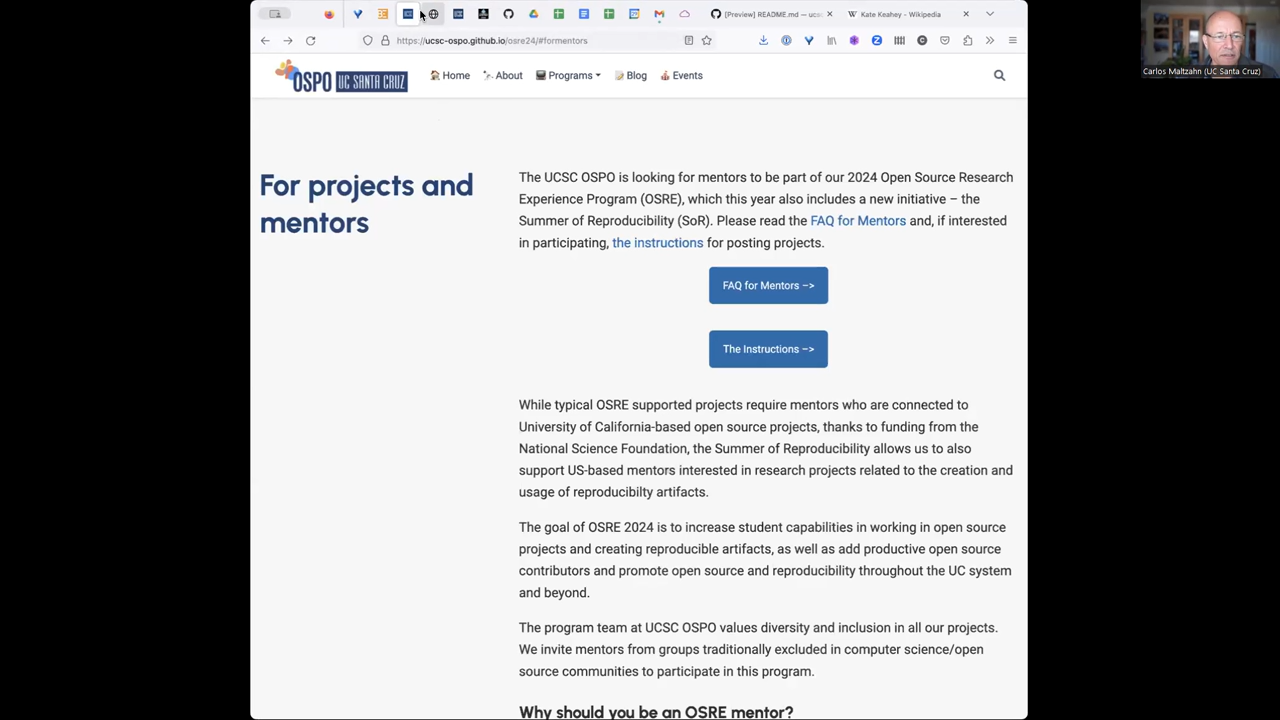 [Preview] README.md — ucsc
Kate Keahey - Wikipedia
https://ucsc-ospo.github.io/osre24/#formentors
OSPO UC SANTA CRUZ
Home
About
Programs
Blog
Events
Carlos Maltzahn (UC Santa Cruz)
For projects and
mentors
The UCSC OSPO is looking for mentors to be part of our 2024 Open Source Research
Experience Program (OSRE), which this year also includes a new initiative – the
Summer of Reproducibility (SoR). Please read the FAQ for Mentors and, if interested
in participating, the instructions for posting projects.
FAQ for Mentors –>
The Instructions –>
While typical OSRE supported projects require mentors who are connected to
University of California-based open source projects, thanks to funding from the
National Science Foundation, the Summer of Reproducibility allows us to also
support US-based mentors interested in research projects related to the creation and
usage of reproducibilty artifacts.
The goal of OSRE 2024 is to increase student capabilities in working in open source
projects and creating reproducible artifacts, as well as add productive open source
contributors and promote open source and reproducibility throughout the UC system
and beyond.
The program team at UCSC OSPO values diversity and inclusion in all our projects.
We invite mentors from groups traditionally excluded in computer science/open
source communities to participate in this program.
Why should you be an OSRE mentor?